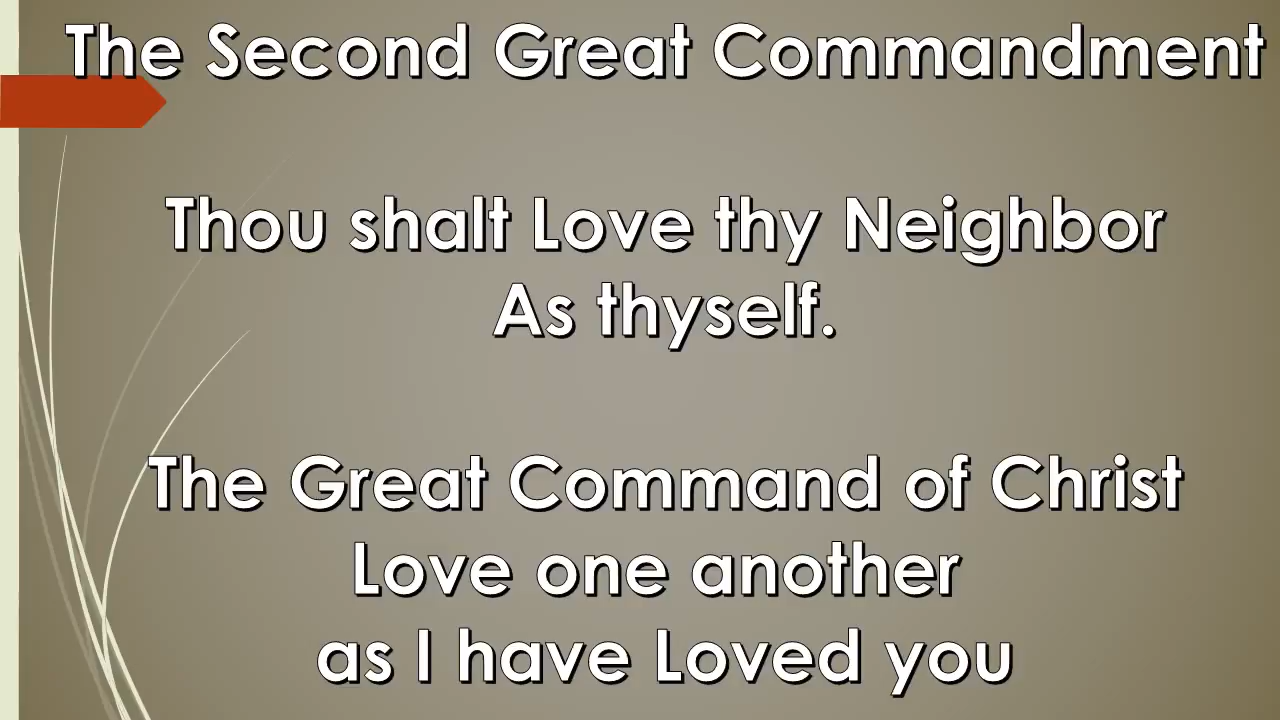 The Second Great Commandment
Thou shalt Love thy Neighbor
As thyself.
The Great Command of Christ
Love one another
as I have Loved you